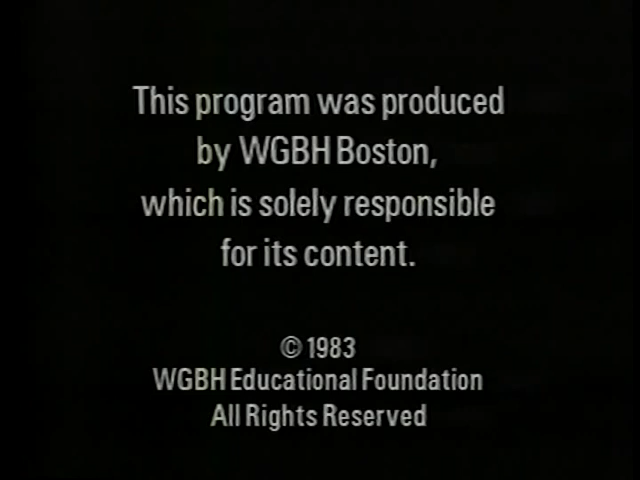 This program was produced
by WGBH Boston,
which is solely responsible
for its content.
© 1983
WGBH Educational Foundation
All Rights Reserved